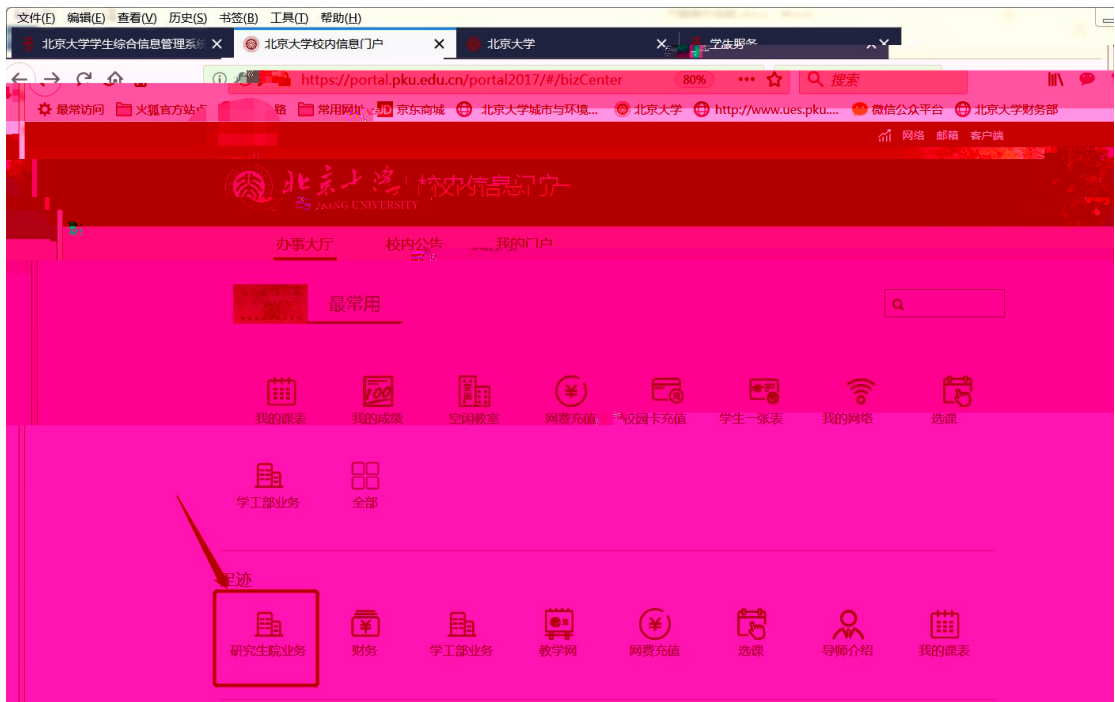 文件(F) 编辑(E) 查看(V) 历史(S) 书签(B) 工具(T) 帮助(H)
北京大学学生综合信息管理系统 北京大学校内信息门户 北京大学
https://portal.pku.edu.cn/portal2017/#/bizCenter 80% 搜索
最常访问 火狐官方站点 常用网址 JD 京东商城 北京大学城市与环境... 北京大学 http://www.ues.pku.... 微信公众平台 北京大学财务部
网络 邮箱 客户端
北京大学 校内信息门户
PEKING UNIVERSITY
办事大厅 校内公告 我的门户
最常用
我的课表 我的成绩 空闲教室 网费充值 校园卡充值 学生一张表 我的网络 选课
学工部业务 全部
足迹
研究生院业务 财务 学工部业务 教学网 网费充值 选课 导师介绍 我的课表